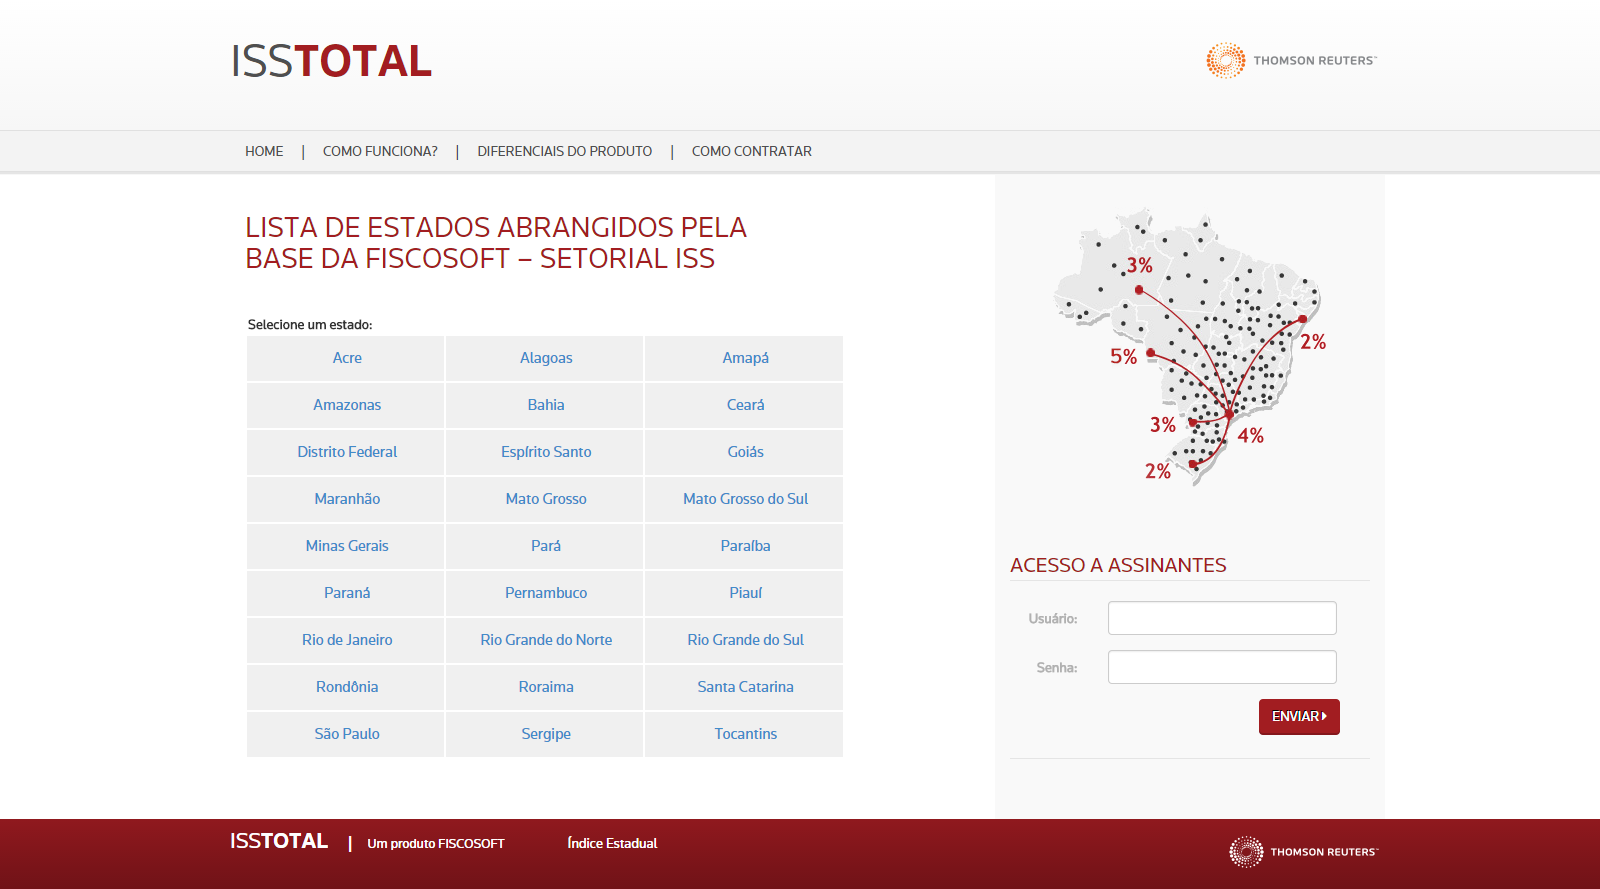 ISSTOTAL
THOMSON REUTERS™
HOME | COMO FUNCIONA? | DIFERENCIAIS DO PRODUTO | COMO CONTRATAR
LISTA DE ESTADOS ABRANGIDOS PELA
BASE DA FISCOSOFT – SETORIAL ISS
Selecione um estado:
Acre Alagoas Amapá
Amazonas Bahia Ceará
Distrito Federal Espírito Santo Goiás
Maranhão Mato Grosso Mato Grosso do Sul
Minas Gerais Pará Paraíba
Paraná Pernambuco Piauí
Rio de Janeiro Rio Grande do Norte Rio Grande do Sul
Rondônia Roraima Santa Catarina
São Paulo Sergipe Tocantins
3%
2%
5%
3%
4%
2%
ACESSO A ASSINANTES
Usuário:
Senha:
ENVIAR
ISSTOTAL | Um produto FISCOSOFT Índice Estadual
THOMSON REUTERS™